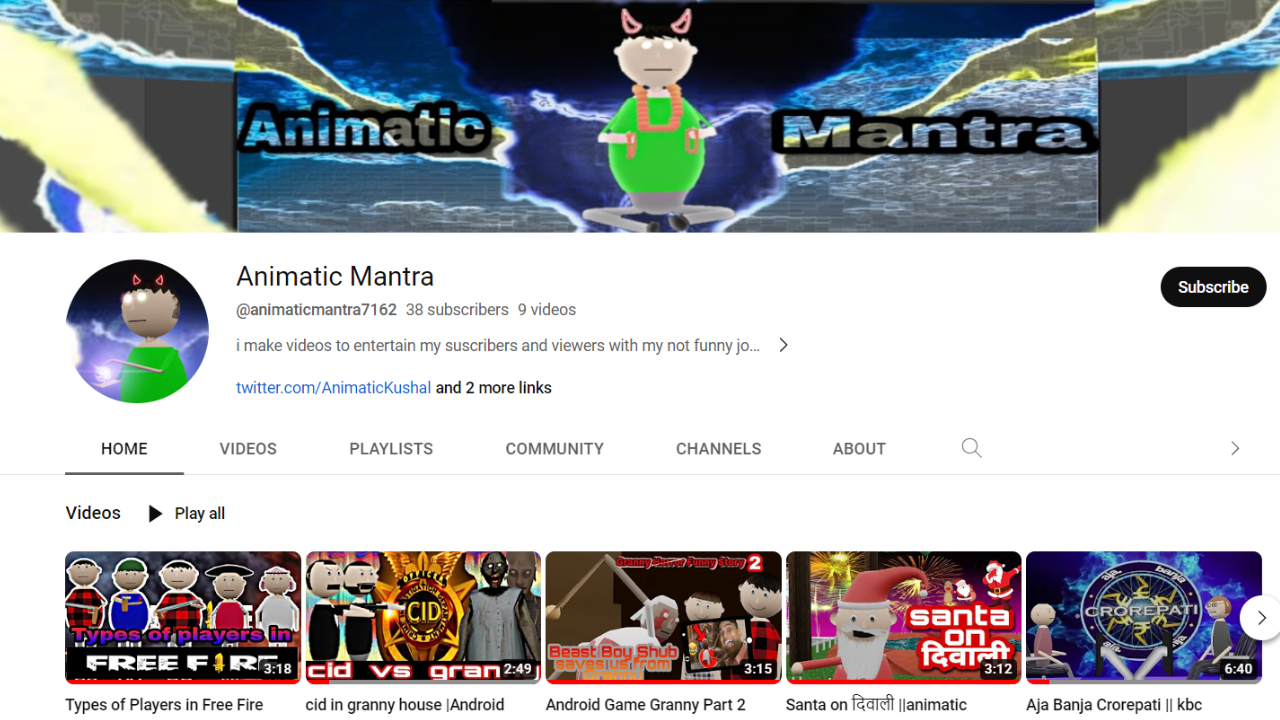 Animatic Mantra
Animatic Mantra
Subscribe
@animaticmantra7162 38 subscribers 9 videos
i make videos to entertain my suscribers and viewers with my not funny jo...
twitter.com/AnimaticKushal and 2 more links
HOME VIDEOS PLAYLISTS COMMUNITY CHANNELS ABOUT
Videos Play all
Types of players in
FREE FIRE
3:18
OFFICERS
CID
cid vs gran
2:49
Granny Horror Funny Story 2
Beast Boy Shub
saves us from
3:15
santa
on
दिवाली
3:12
aja banja
CROREPATI
6:40
Types of Players in Free Fire
cid in granny house |Android
Android Game Granny Part 2
Santa on दिवाली ||animatic
Aja Banja Crorepati || kbc